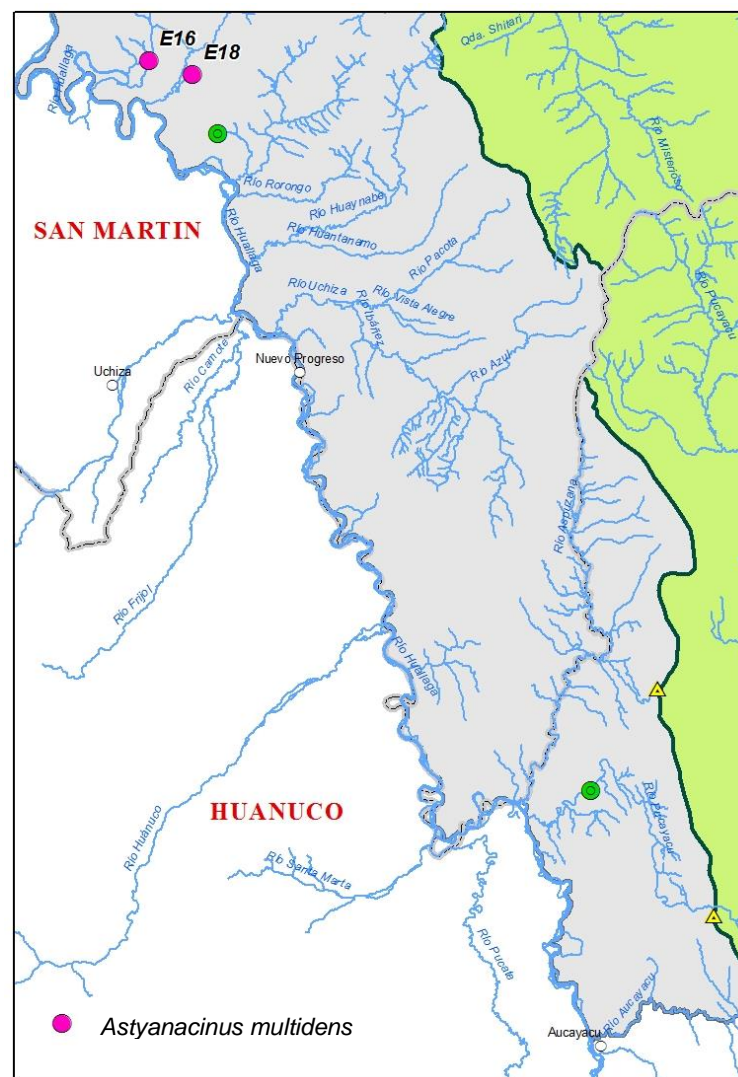 E16
E18
Qda. Shitari
Río Huallaga
Río Misterioso
Río Rorongo
Río Huaynabe
SAN MARTIN
Río Huallaga
Río Huantanamo
Río Pacota
Río Pucayacu
Río Uchiza
Río Vista Alegre
Río Ibáñez
Río Camote
Nuevo Progreso
Uchiza
Río Azul
Río Aspuzana
Río Frijol
Río Huallaga
HUANUCO
Río Huánuco
Río Pucayacu
Río Santa Marta
Río Pucate
Río Aucayacu
Astyanacinus multidens
Aucayacu